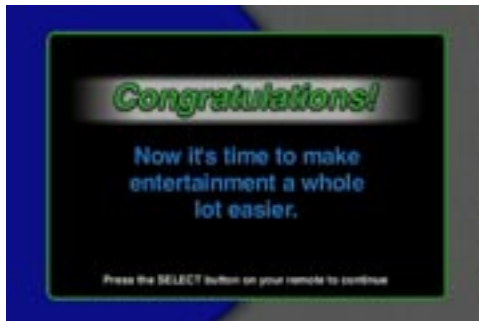 Congratulations!
Now it's time to make
entertainment a whole
lot easier.
Press the SELECT button on your remote to continue